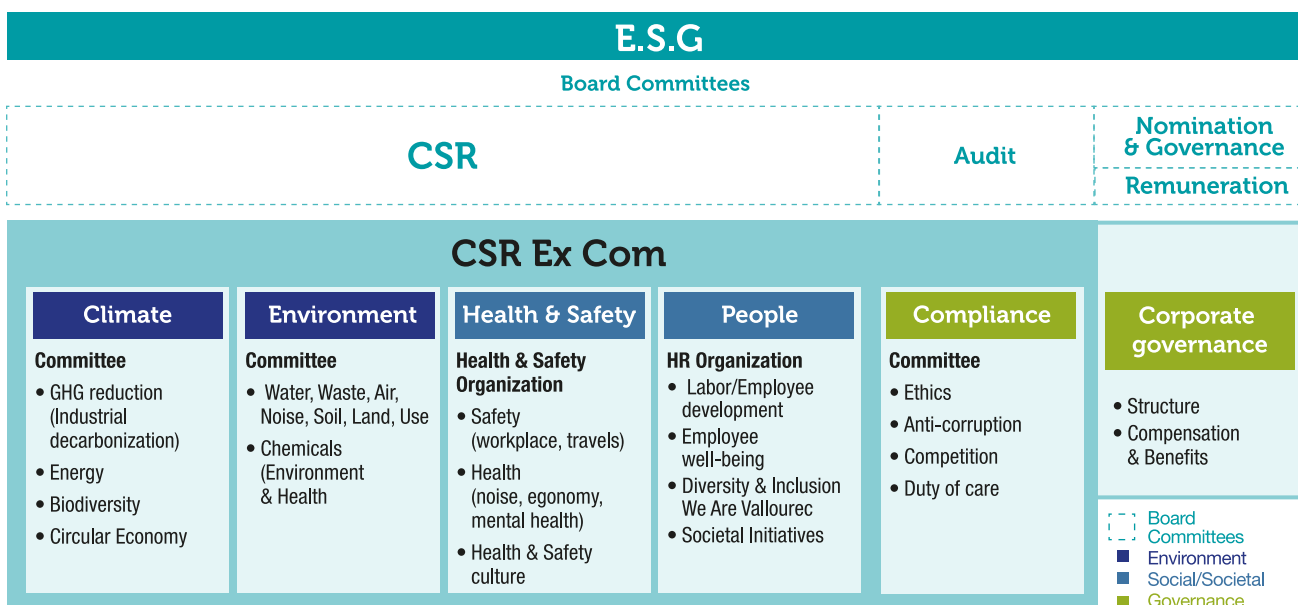 E.S.G
Board Committees
CSR
Audit
Nomination
& Governance
Remuneration
CSR Ex Com
Climate
Committee
• GHG reduction
(Industrial
decarbonization)
• Energy
• Biodiversity
• Circular Economy
Environment
Committee
• Water, Waste, Air,
Noise, Soil, Land, Use
• Chemicals
(Environment
& Health
Health & Safety
Health & Safety
Organization
• Safety
(workplace, travels)
• Health
(noise, egonomy,
mental health)
• Health & Safety
culture
People
HR Organization
• Labor/Employee
development
• Employee
well-being
• Diversity & Inclusion
We Are Vallourec
• Societal Initiatives
Compliance
Committee
• Ethics
• Anti-corruption
• Competition
• Duty of care
Corporate
governance
• Structure
• Compensation
& Benefits
Board
Committees
Environment
Social/Societal
Governance